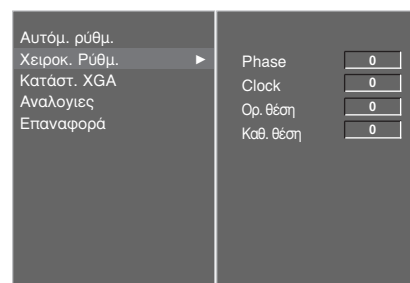 Αυτόμ. ρύθμ.
Χειροκ. Ρύθμ. ►
Κατάστ. XGA
Αναλογιες
Επαναφορά
Phase 0
Clock 0
Ορ. θέση 0
Καθ. θέση 0